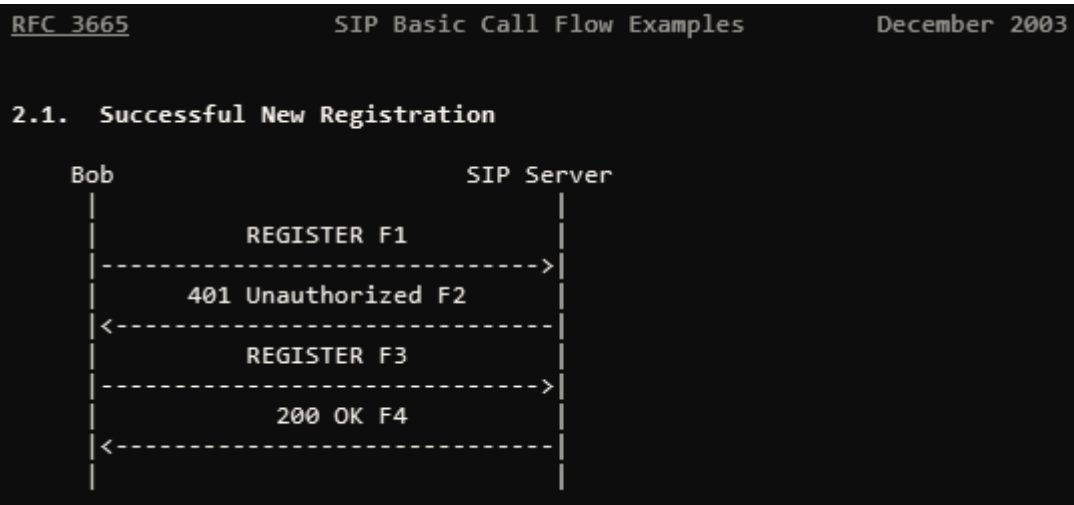 RFC 3665 SIP Basic Call Flow Examples December 2003
2.1. Successful New Registration
Bob SIP Server
| |
| REGISTER F1 |
|------------------------------>|
| 401 Unauthorized F2 |
|<------------------------------|
| REGISTER F3 |
|------------------------------>|
| 200 OK F4 |
|<------------------------------|
| |